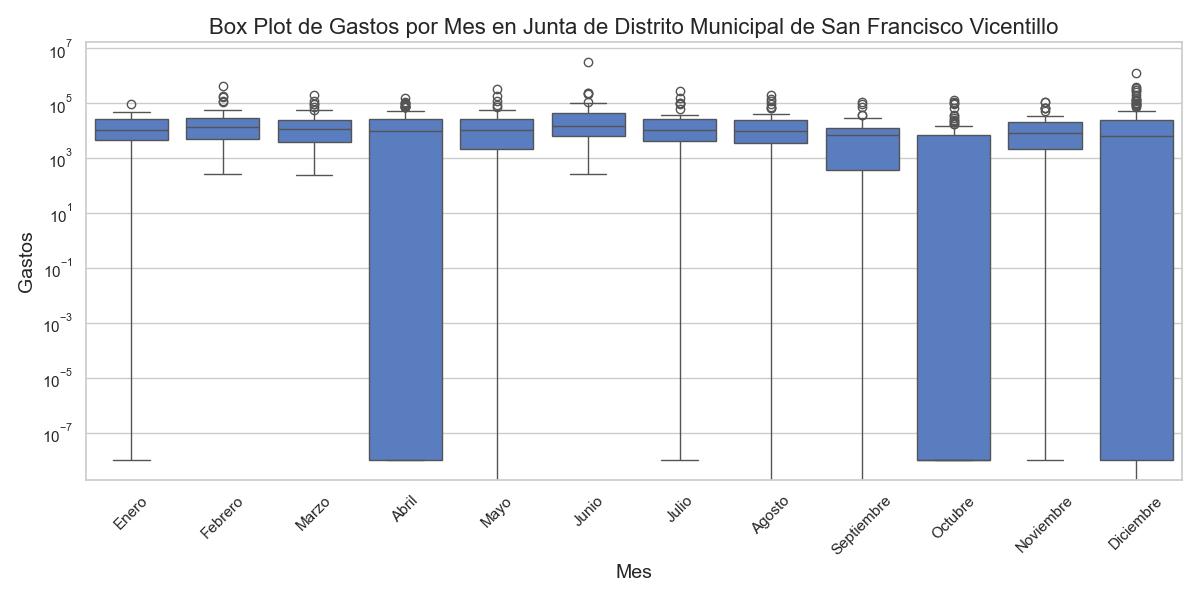 Box Plot de Gastos por Mes en Junta de Distrito Municipal de San Francisco Vicentillo
Gastos
10^7
10^5
10^3
10^1
10^−1
10^−3
10^−5
10^−7
Enero
Febrero
Marzo
Abril
Mayo
Junio
Julio
Agosto
Septiembre
Octubre
Noviembre
Diciembre
Mes